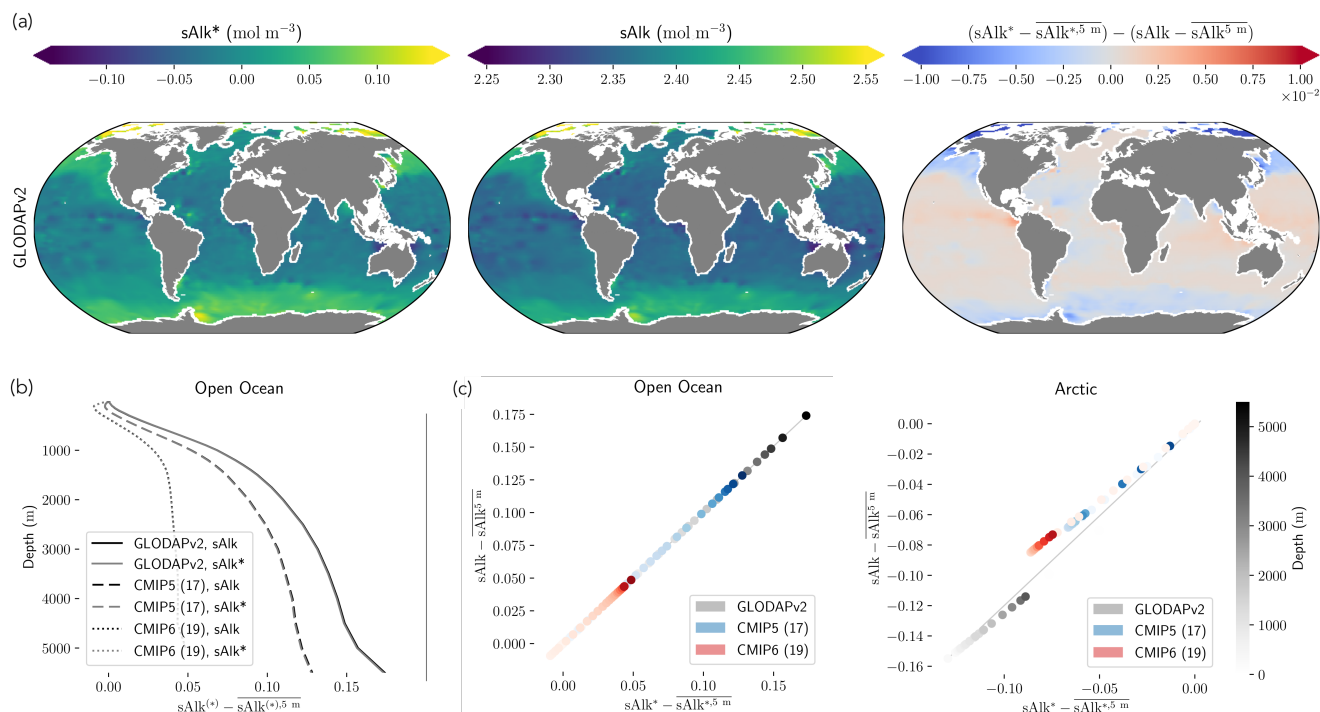 (a)
sAlk* (mol m⁻³)
−0.10 −0.05 0.00 0.05 0.10
sAlk (mol m⁻³)
2.25 2.30 2.35 2.40 2.45 2.50 2.55
(sAlk* − sAlk*,5 m) − (sAlk − sAlk5 m)
−1.00 −0.75 −0.50 −0.25 0.00 0.25 0.50 0.75 1.00
×10⁻²
GLODAPv2
(b)
Open Ocean
Depth (m)
1000
2000
3000
4000
5000
GLODAPv2, sAlk
GLODAPv2, sAlk*
CMIP5 (17), sAlk
CMIP5 (17), sAlk*
CMIP6 (19), sAlk
CMIP6 (19), sAlk*
0.00 0.05 0.10 0.15
sAlk(*) − sAlk(*),5 m
(c)
Open Ocean
sAlk − sAlk5 m
0.175
0.150
0.125
0.100
0.075
0.050
0.025
0.000
GLODAPv2
CMIP5 (17)
CMIP6 (19)
0.00 0.05 0.10 0.15
sAlk* − sAlk*,5 m
Arctic
sAlk − sAlk5 m
0.00
−0.02
−0.04
−0.06
−0.08
−0.10
−0.12
−0.14
−0.16
GLODAPv2
CMIP5 (17)
CMIP6 (19)
−0.10 −0.05 0.00
sAlk* − sAlk*,5 m
5000
4000
3000
2000
1000
0
Depth (m)